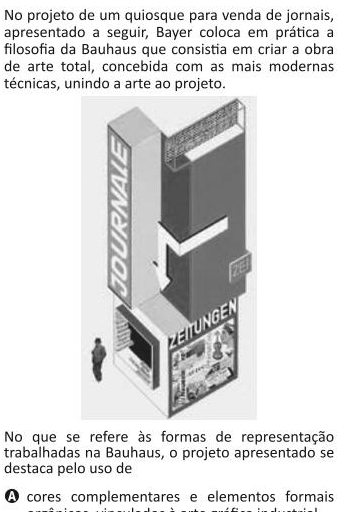 No projeto de um quiosque para venda de jornais,
apresentado a seguir, Bayer coloca em prática a
filosofia da Bauhaus que consistia em criar a obra
de arte total, concebida com as mais modernas
técnicas, unindo a arte ao projeto.
JOURNALE
ZEI
ZEITUNGEN
No que se refere às formas de representação
trabalhadas na Bauhaus, o projeto apresentado se
destaca pelo uso de
A cores complementares e elementos formais